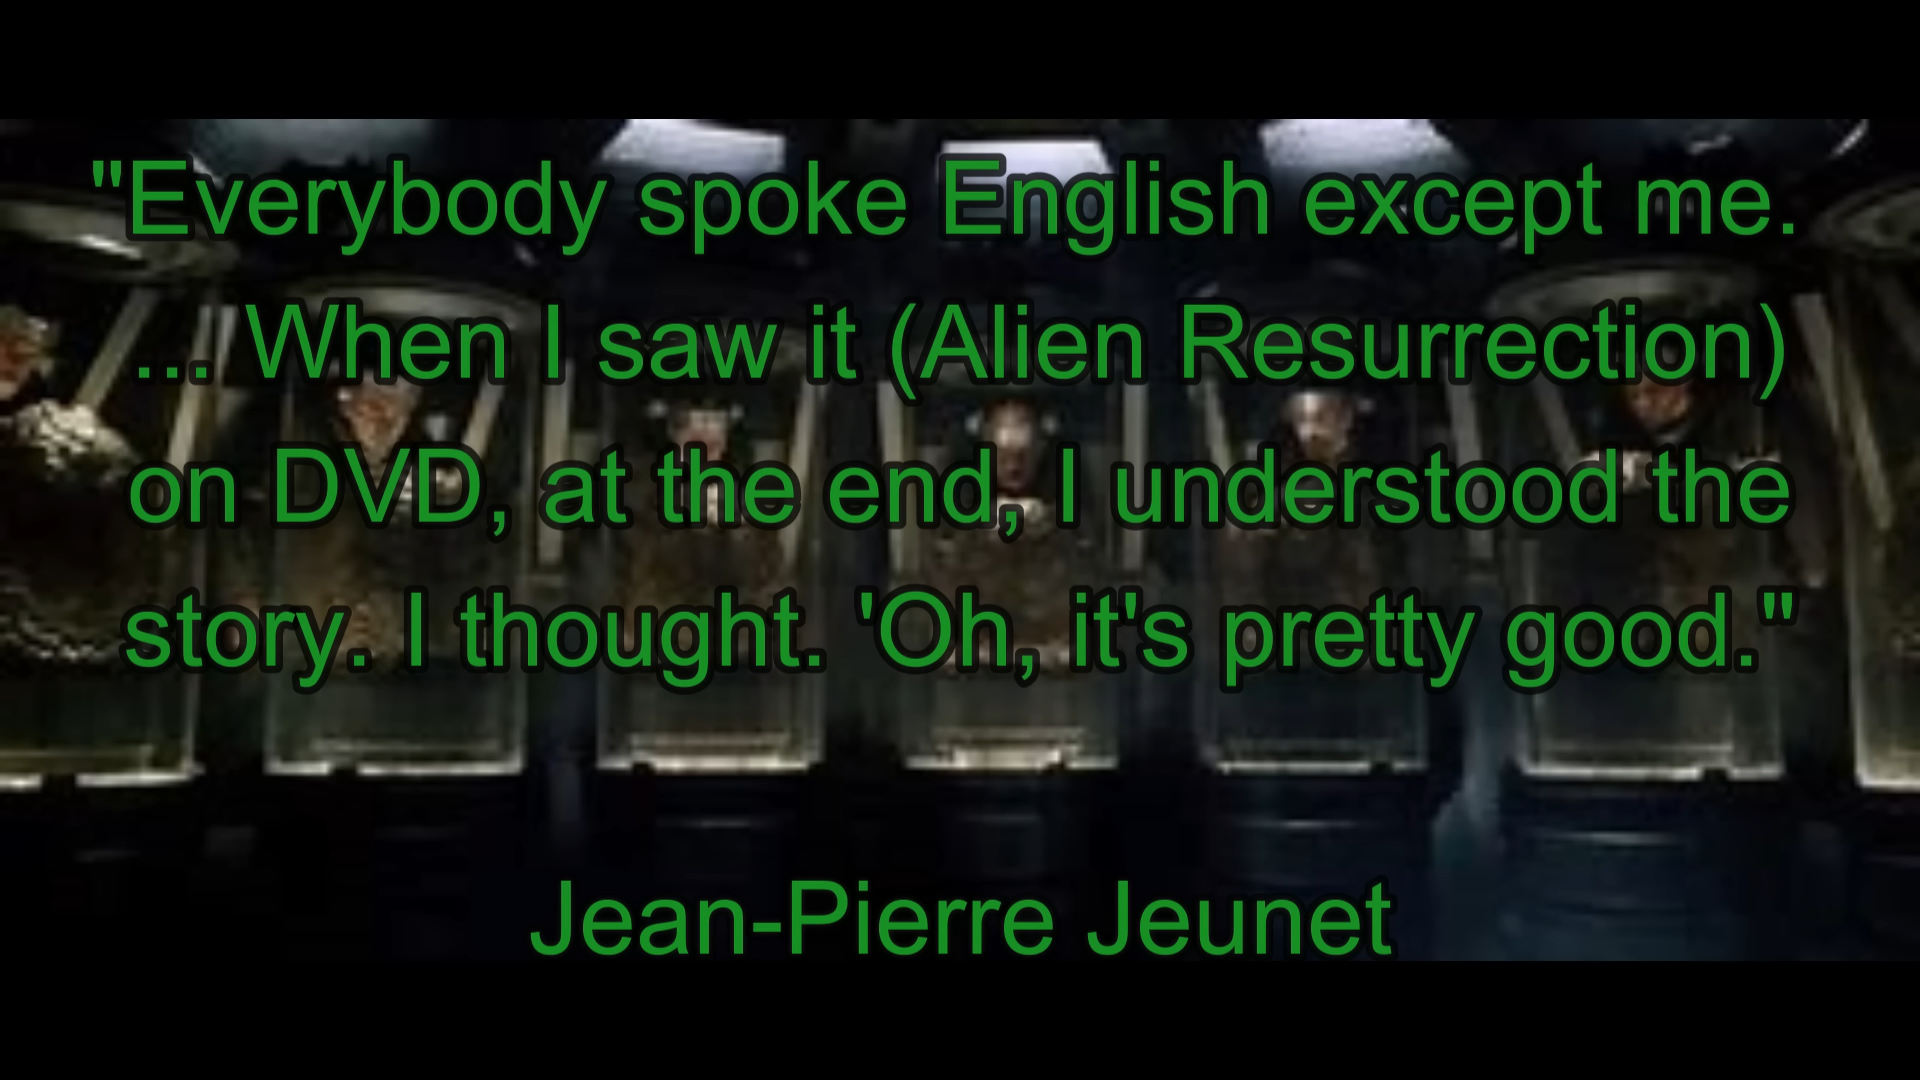 "Everybody spoke English except me.
... When I saw it (Alien Resurrection)
on DVD, at the end, I understood the
story. I thought. 'Oh, it's pretty good."
Jean-Pierre Jeunet